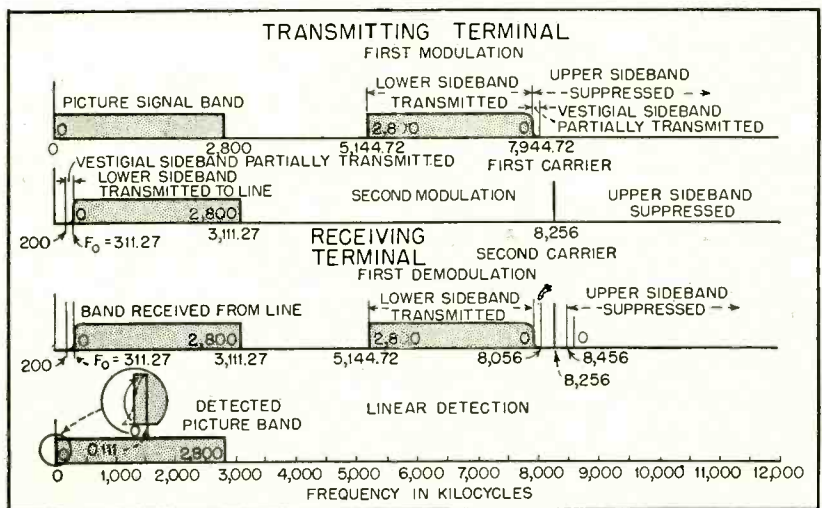 TRANSMITTING TERMINAL
FIRST MODULATION
LOWER SIDEBAND
TRANSMITTED
UPPER SIDEBAND
SUPPRESSED
PICTURE SIGNAL BAND
VESTIGIAL SIDEBAND
PARTIALLY TRANSMITTED
0
2,800
0
0
2,800
5,144.72
7,944.72
VESTIGIAL SIDEBAND PARTIALLY TRANSMITTED
FIRST CARRIER
LOWER SIDEBAND
TRANSMITTED TO LINE
SECOND MODULATION
UPPER SIDEBAND
SUPPRESSED
0
2,800
200
F0 = 311.27
3,111.27
8,256
RECEIVING
TERMINAL
SECOND CARRIER
FIRST DEMODULATION
LOWER SIDEBAND
TRANSMITTED
UPPER SIDEBAND
SUPPRESSED
BAND RECEIVED FROM LINE
0
2,800
2,800
0
0
200
F0 = 311.27
3,111.27
5,144.72
8,056
8,456
8,256
DETECTED
PICTURE BAND
LINEAR DETECTION
0
0
0.111
2,800
0 1,000 2,000 3,000 4,000 5,000 6,000 7,000 8,000 9,000 10,000 11,000 12,000
FREQUENCY IN KILOCYCLES